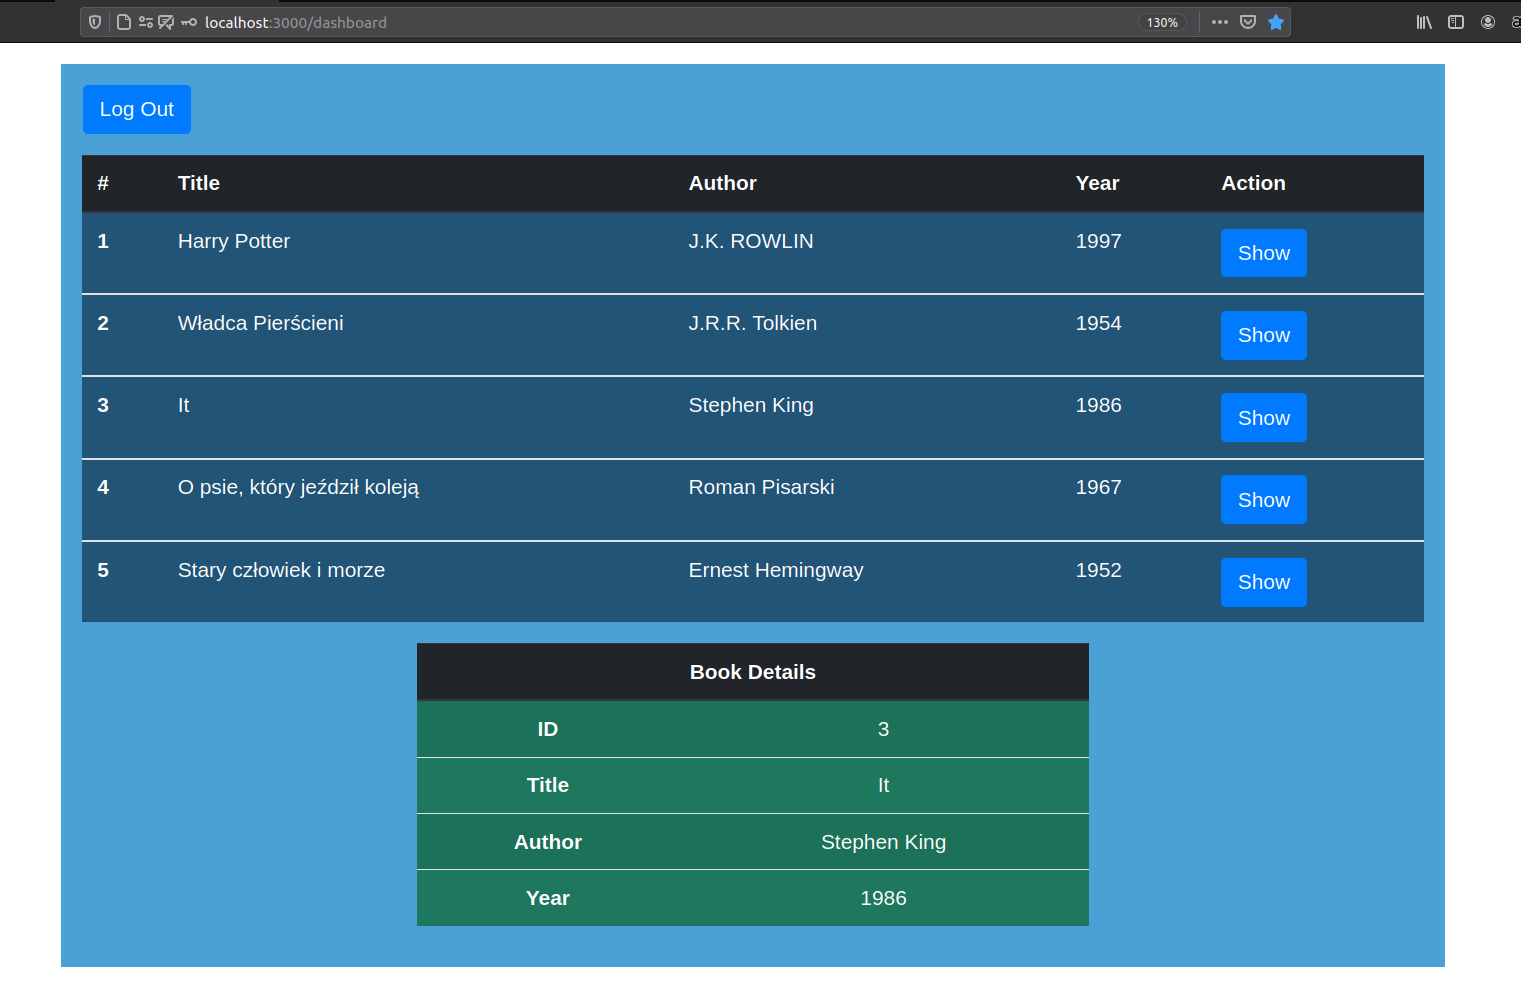 localhost:3000/dashboard 130%
Log Out
# Title Author Year Action
1 Harry Potter J.K. ROWLIN 1997 Show
2 Władca Pierścieni J.R.R. Tolkien 1954 Show
3 It Stephen King 1986 Show
4 O psie, który jeździł koleją Roman Pisarski 1967 Show
5 Stary człowiek i morze Ernest Hemingway 1952 Show
Book Details
ID 3
Title It
Author Stephen King
Year 1986